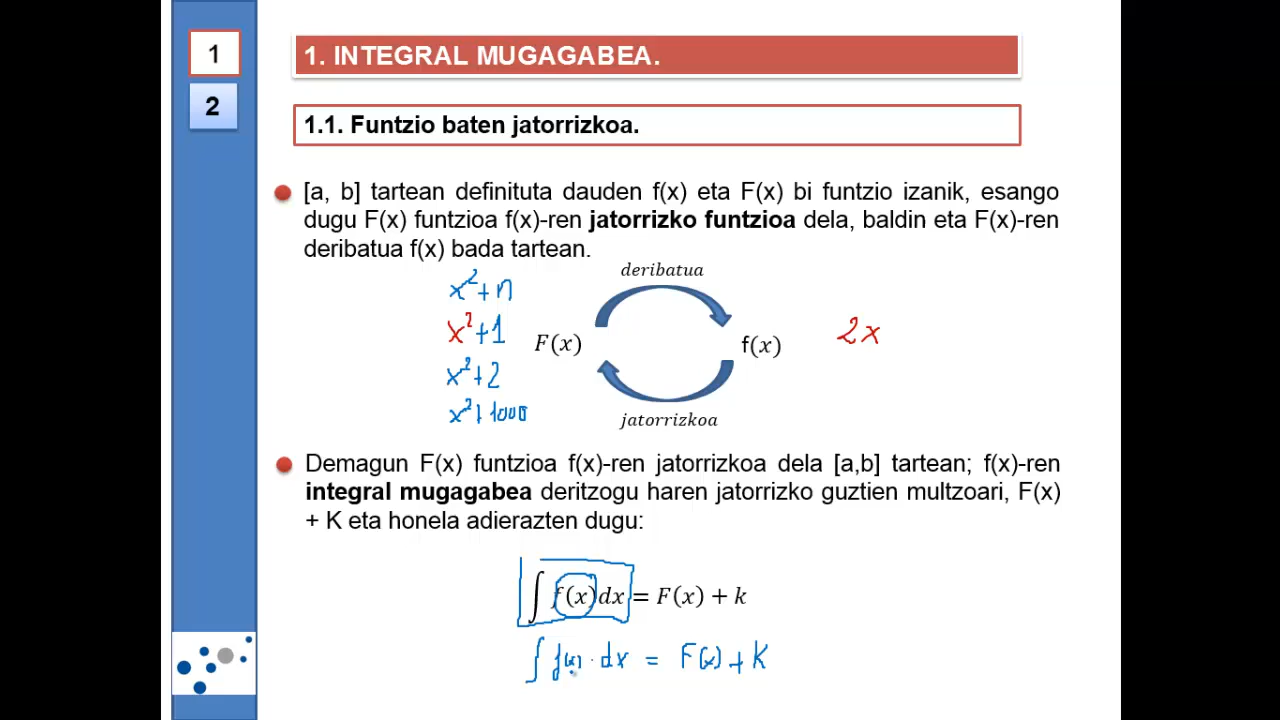 1
2
1. INTEGRAL MUGAGABEA.
1.1. Funtzio baten jatorrizkoa.
[a, b] tartean definituta dauden f(x) eta F(x) bi funtzio izanik, esango
dugu F(x) funtzioa f(x)-ren jatorrizko funtzioa dela, baldin eta F(x)-ren
deribatua f(x) bada tartean.
deribatua
x²+n
x²+1
F(x)
f(x)
2x
x²+2
x²+1000
jatorrizkoa
Demagun F(x) funtzioa f(x)-ren jatorrizkoa dela [a,b] tartean; f(x)-ren
integral mugagabea deritzogu haren jatorrizko guztien multzoari, F(x)
+ K eta honela adierazten dugu:
∫ f(x)dx = F(x) + k
∫ f(x) · dx = F(x) + K